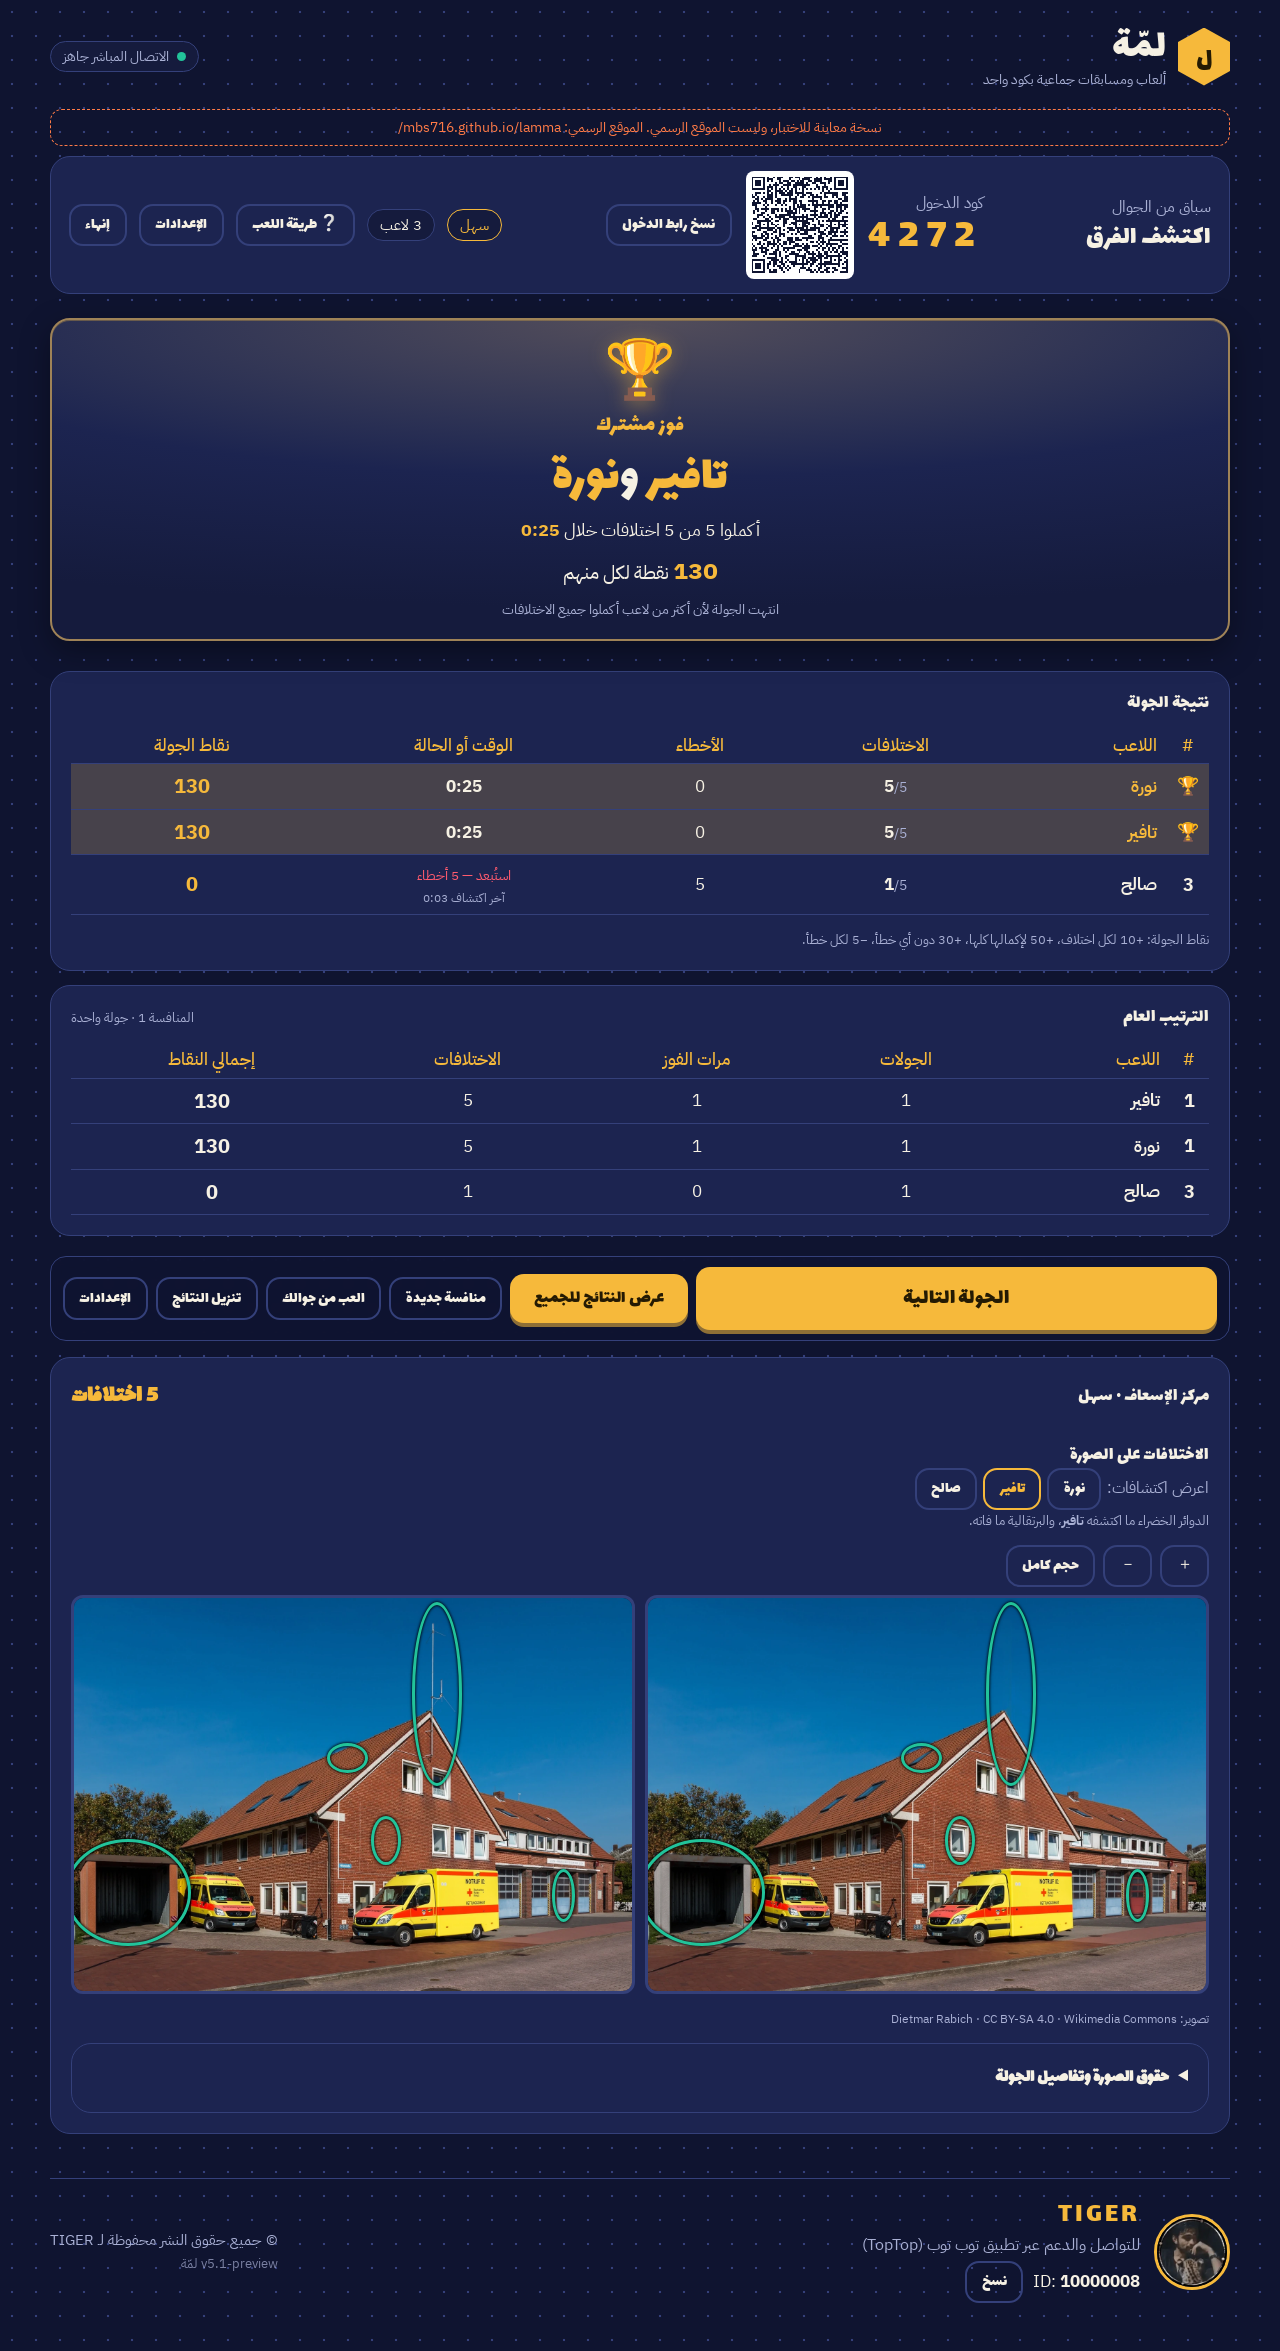 ل
لمّة
ألعاب ومسابقات جماعية بكود واحد
الاتصال المباشر جاهز
نسخة معاينة للاختبار، وليست الموقع الرسمي. الموقع الرسمي: mbs716.github.io/lamma/
سباق من الجوال
اكتشف الفرق
كود الدخول
4272
نسخ رابط الدخول
سهل
3 لاعب
❔ طريقة اللعب
الإعدادات
إنهاء
فوز مشترك
تافير ونورة
أكملوا 5 من 5 اختلافات خلال 0:25
130 نقطة لكل منهم
انتهت الجولة لأن أكثر من لاعب أكملوا جميع الاختلافات
نتيجة الجولة
# اللاعب الاختلافات الأخطاء الوقت أو الحالة نقاط الجولة
🏆 نورة 5/5 0 0:25 130
🏆 تافير 5/5 0 0:25 130
3 صالح 1/5 5 استُبعد — 5 أخطاء 0
آخر اكتشاف 0:03
نقاط الجولة: +10 لكل اختلاف، +50 لإكمالها كلها، +30 دون أي خطأ، −5 لكل خطأ.
الترتيب العام
المنافسة 1 · جولة واحدة
# اللاعب الجولات مرات الفوز الاختلافات إجمالي النقاط
1 تافير 1 1 5 130
1 نورة 1 1 5 130
3 صالح 1 0 1 0
الجولة التالية
عرض النتائج للجميع
منافسة جديدة
العب من جوالك
تنزيل النتائج
الإعدادات
مركز الإسعاف · سهل
5 اختلافات
الاختلافات على الصورة
اعرض اكتشافات: نورة تافير صالح
الدوائر الخضراء ما اكتشفه تافير، والبرتقالية ما فاته.
+ − حجم كامل
NOTRUF 112
NOTRUF 112
تصوير: Dietmar Rabich · CC BY-SA 4.0 · Wikimedia Commons
◀ حقوق الصورة وتفاصيل الجولة
TIGER
للتواصل والدعم عبر تطبيق توب توب (TopTop)
ID: 10000008
نسخ
© جميع حقوق النشر محفوظة لـ TIGER
لمّة v5.1-preview